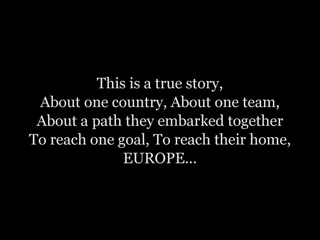 This is a true story,
About one country, About one team,
About a path they embarked together
To reach one goal, To reach their home,
EUROPE...